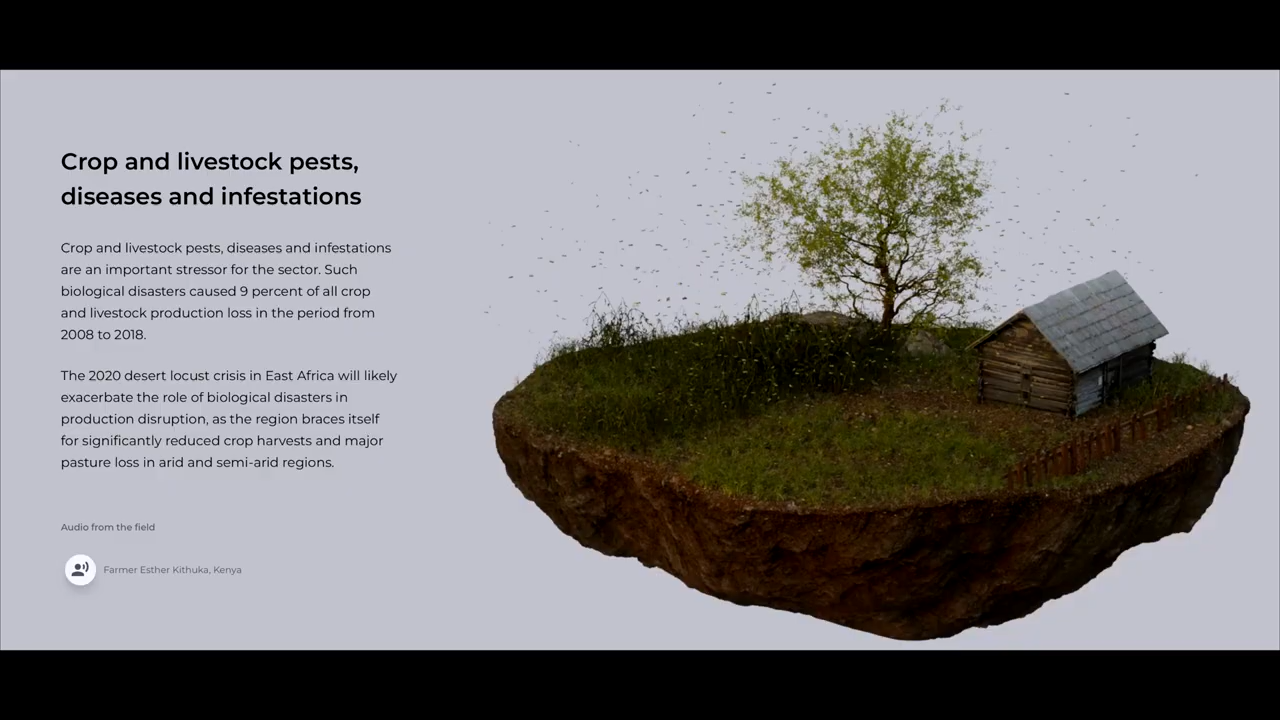 Crop and livestock pests,
diseases and infestations
Crop and livestock pests, diseases and infestations
are an important stressor for the sector. Such
biological disasters caused 9 percent of all crop
and livestock production loss in the period from
2008 to 2018.
The 2020 desert locust crisis in East Africa will likely
exacerbate the role of biological disasters in
production disruption, as the region braces itself
for significantly reduced crop harvests and major
pasture loss in arid and semi-arid regions.
Audio from the field
Farmer Esther Kithuka, Kenya